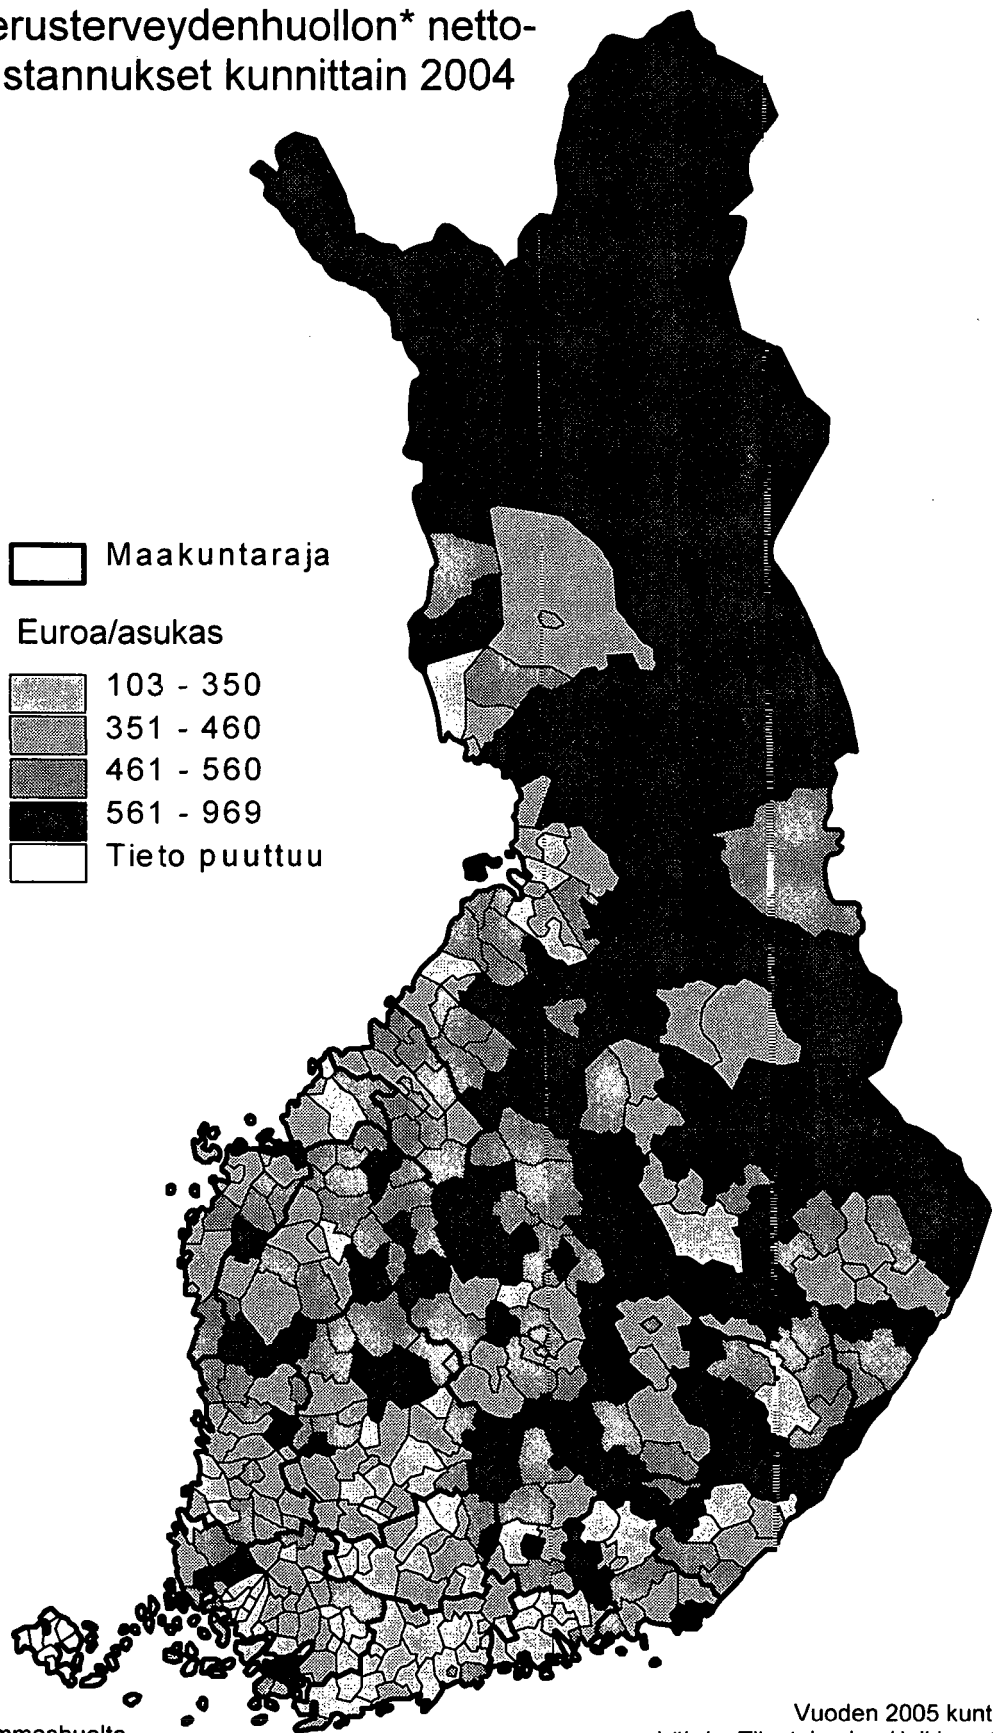 erusterveydenhuollon* netto-
stannukset kunnittain 2004
Maakuntaraja
Euroa/asukas
103 - 350
351 - 460
461 - 560
561 - 969
Tieto puuttuu
Vuoden 2005 kunt